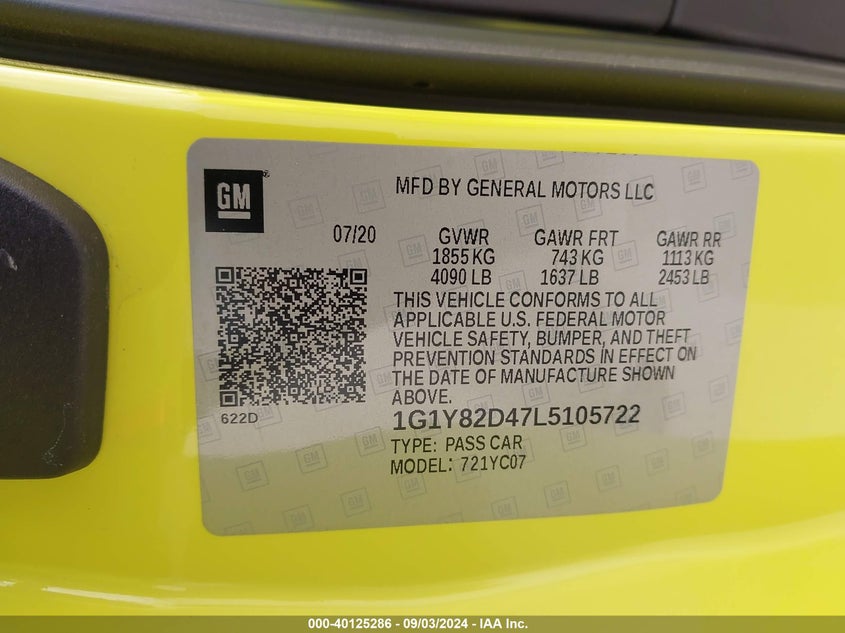 GM
MFD BY GENERAL MOTORS LLC
07/20 GVWR GAWR FRT GAWR RR
1855 KG 743 KG 1113 KG
4090 LB 1637 LB 2453 LB
THIS VEHICLE CONFORMS TO ALL
APPLICABLE U.S. FEDERAL MOTOR
VEHICLE SAFETY, BUMPER, AND THEFT
PREVENTION STANDARDS IN EFFECT ON
THE DATE OF MANUFACTURE SHOWN
ABOVE.
622D
1G1Y82D47L5105722
TYPE: PASS CAR
MODEL: 721YC07
000-40125286 - 09/03/2024 - IAA Inc.